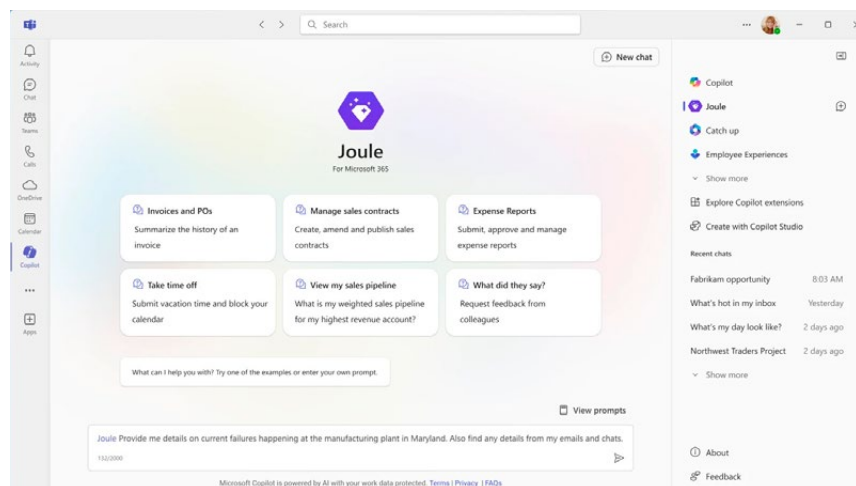 Search
Activity
Chat
Teams
Calls
OneDrive
Calendar
Copilot
Apps
New chat
Joule
For Microsoft 365
Invoices and POs
Summarize the history of an
invoice
Manage sales contracts
Create, amend and publish sales
contracts
Expense Reports
Submit, approve and manage
expense reports
Take time off
Submit vacation time and block your
calendar
View my sales pipeline
What is my weighted sales pipeline
for my highest revenue account?
What did they say?
Request feedback from
colleagues
What can I help you with? Try one of the examples or enter your own prompt.
View prompts
Joule Provide me details on current failures happening at the manufacturing plant in Maryland. Also find any details from my emails and chats.
132/2000
Microsoft Copilot is powered by AI with your work data protected. Terms | Privacy | FAQs
Copilot
Joule
Catch up
Employee Experiences
Show more
Explore Copilot extensions
Create with Copilot Studio
Recent chats
Fabrikam opportunity 8:03 AM
What's hot in my inbox Yesterday
What's my day look like? 2 days ago
Northwest Traders Project 2 days ago
Show more
About
Feedback